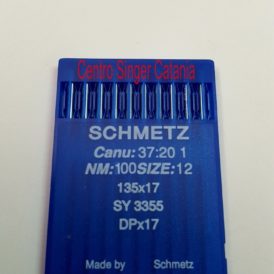 Centro Singer Catania
SCHMETZ
Canu: 37:20 1
NM:100SIZE:12
135x17
SY 3355
DPx17
Made by Schmetz